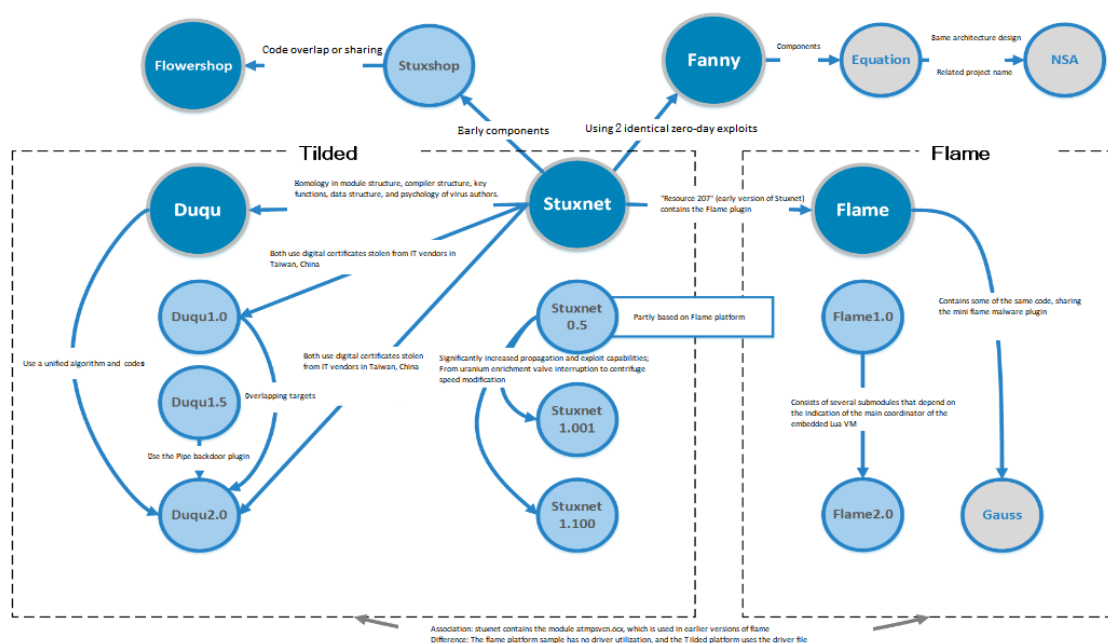 Flowershop
Code overlap or sharing
Stuxshop
Fanny
Components
Equation
Same architecture design
Related project name
NSA
Early components
Using 2 identical zero-day exploits
Tilded
Flame
Duqu
Homology in module structure, compiler structure, key
functions, data structure, and psychology of virus authors.
Stuxnet
"Resource 207" (early version of Stuxnet)
contains the Flame plugin
Flame
Both use digital certificates stolen from IT vendors in
Taiwan, China
Duqu1.0
Stuxnet
0.5
Partly based on Flame platform
Flame1.0
Contains some of the same code, sharing
the mini flame malware plugin
Use a unified algorithm and codes
Both use digital certificates stolen
from IT vendors in Taiwan, China
Significantly increased propagation and exploit capabilities;
From uranium enrichment valve interruption to centrifuge
speed modification
Duqu1.5
Overlapping targets
Stuxnet
1.001
Consists of several submodules that depend on
the indication of the main coordinator of the
embedded Lua VM
Use the Pipe backdoor plugin
Duqu2.0
Stuxnet
1.100
Flame2.0
Gauss
Association: stuxnet contains the module atmpsvcn.ocx, which is used in earlier versions of flame
Difference: The flame platform sample has no driver utilization, and the Tilded platform uses the driver file